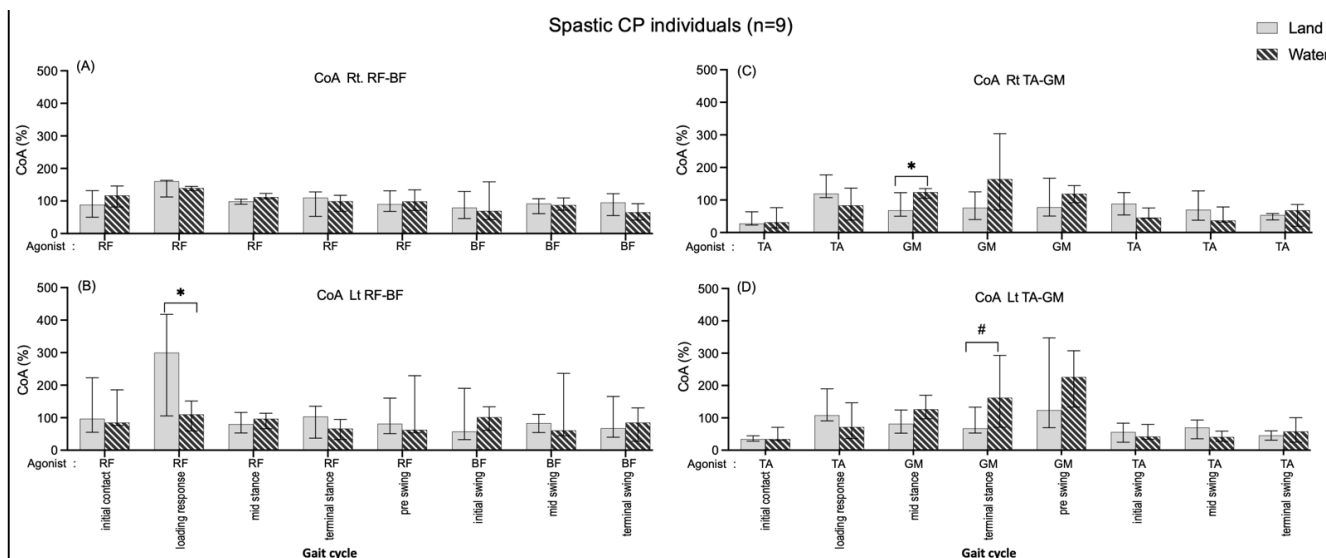 Spastic CP individuals (n=9)
Land
Water
(A)
CoA Rt. RF-BF
CoA (%)
500
400
300
200
100
0
Agonist : RF RF RF RF RF BF BF BF
(B)
CoA Lt RF-BF
*
CoA (%)
500
400
300
200
100
0
Agonist : RF RF RF RF RF BF BF BF
initial contact
loading response
mid stance
terminal stance
pre swing
initial swing
mid swing
terminal swing
Gait cycle
(C)
CoA Rt TA-GM
*
CoA (%)
500
400
300
200
100
0
Agonist : TA TA GM GM GM TA TA TA
(D)
CoA Lt TA-GM
#
CoA (%)
500
400
300
200
100
0
Agonist : TA TA GM GM GM TA TA TA
initial contact
loading response
mid stance
terminal stance
pre swing
initial swing
mid swing
terminal swing
Gait cycle